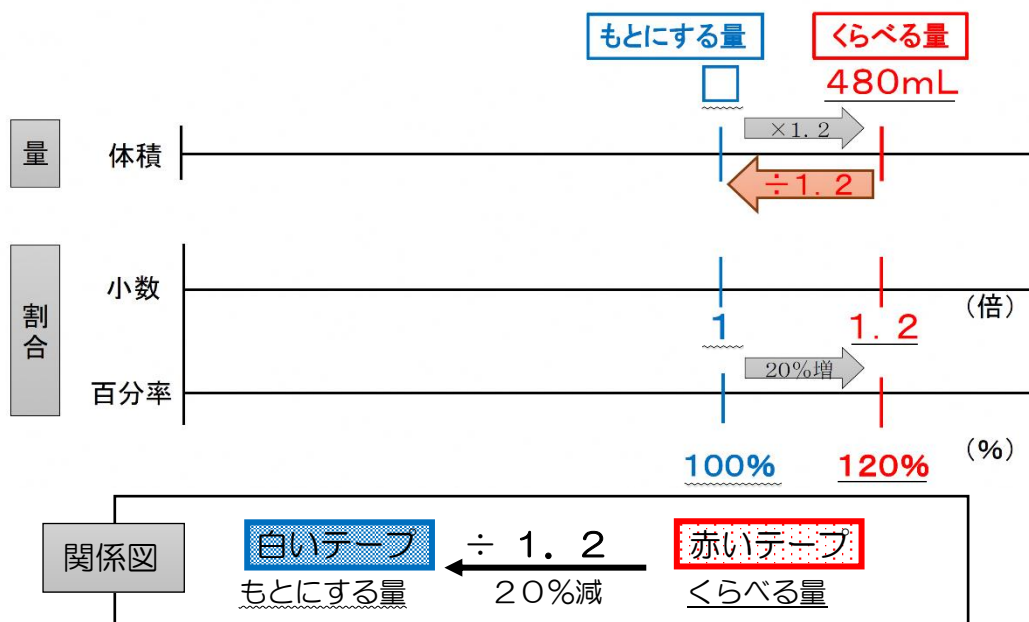 もとにする量 くらべる量
□ 480mL
×1.2
量 体積
÷1.2
小数
(倍)
割合
1 1.2
20%増
百分率
(%)
100% 120%
関係図 白いテープ ÷ 1.2 赤いテープ
もとにする量 20%減 くらべる量